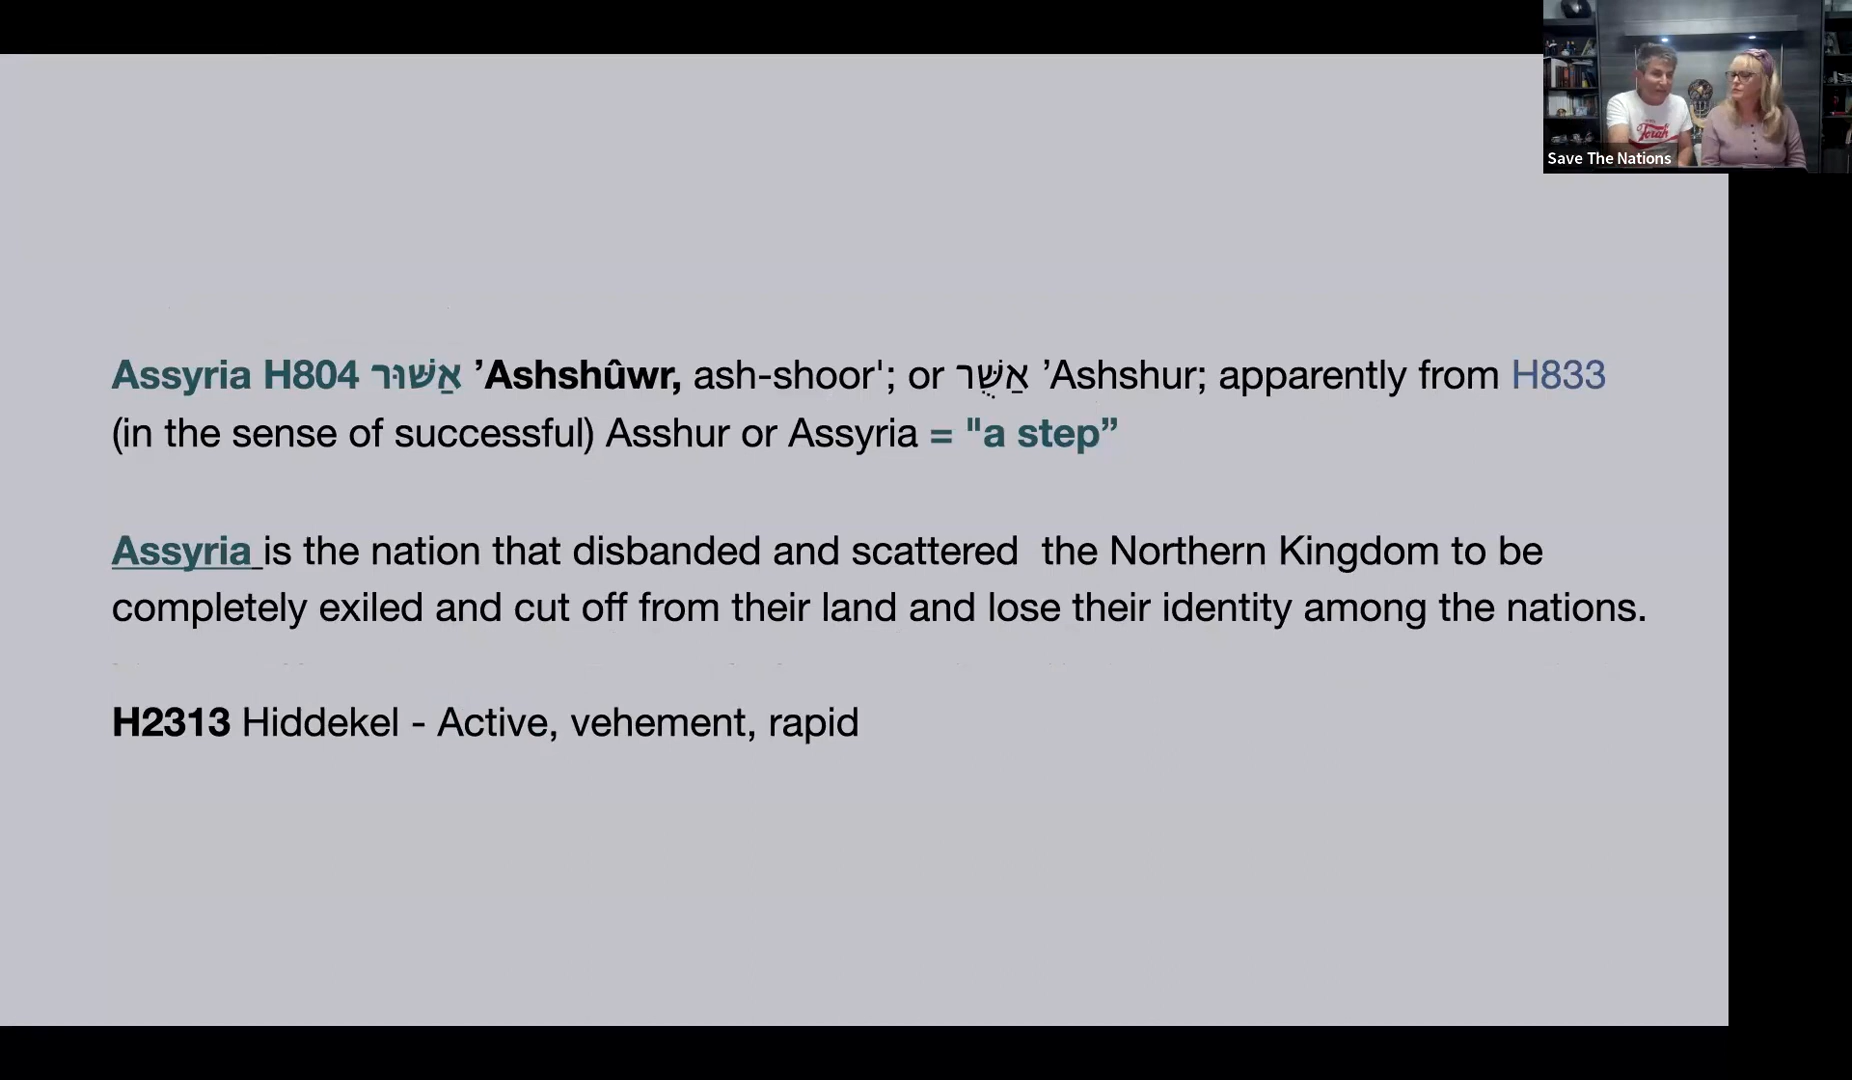 Save The Nations
Torah
Assyria H804 אַשּׁוּר ’Ashshûwr, ash-shoor'; or אַשֻּׁר ’Ashshur; apparently from H833
(in the sense of successful) Asshur or Assyria = "a step”
Assyria is the nation that disbanded and scattered  the Northern Kingdom to be
completely exiled and cut off from their land and lose their identity among the nations.
H2313 Hiddekel - Active, vehement, rapid